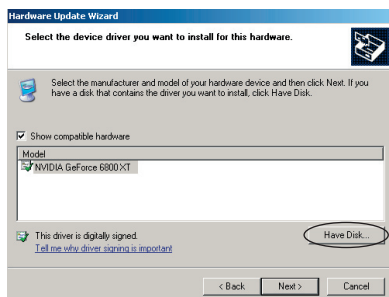 Hardware Update Wizard
Select the device driver you want to install for this hardware.
Select the manufacturer and model of your hardware device and then click Next. If you
have a disk that contains the driver you want to install, click Have Disk.
Show compatible hardware
Model
NVIDIA GeForce 6800 XT
This driver is digitally signed.
Have Disk...
Tell me why driver signing is important
< Back
Next >
Cancel